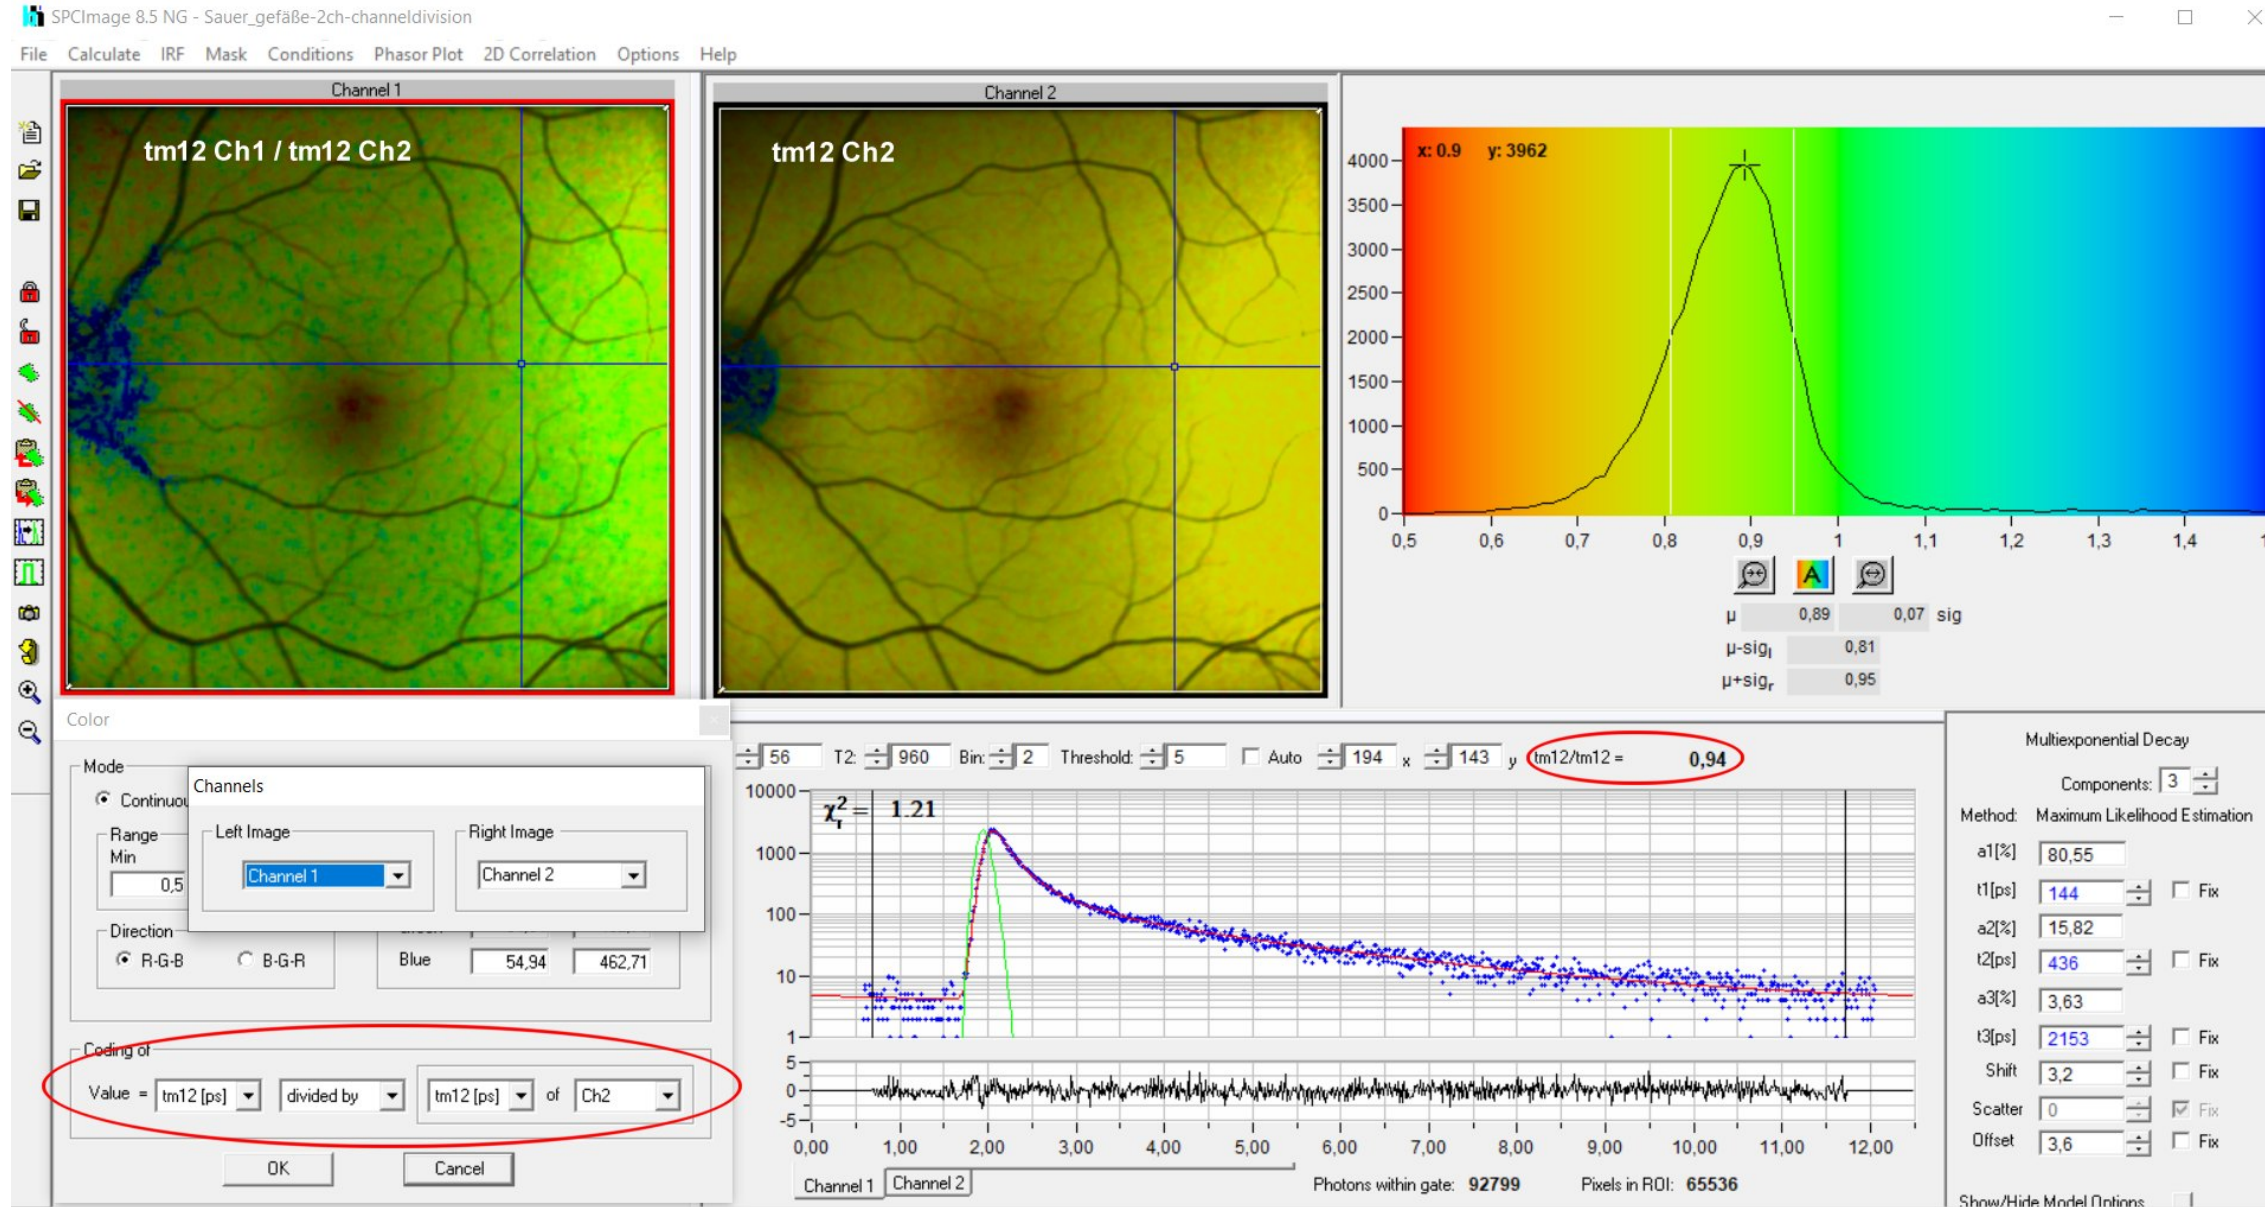 SPCImage 8.5 NG - Sauer_gefäße-2ch-channeldivision
File Calculate IRF Mask Conditions Phasor Plot 2D Correlation Options Help
Channel 1
tm12 Ch1 / tm12 Ch2
Channel 2
tm12 Ch2
x: 0.9 y: 3962
4000
3500
3000
2500
2000
1500
1000
500
0
0,5 0,6 0,7 0,8 0,9 1 1,1 1,2 1,3 1,4
A
μ 0,89 0,07 sig
μ-sigl 0,81
μ+sigr 0,95
Color
Mode
Continuou
Range
Min
0,5
Direction
R-G-B B-G-R
Blue 54,94 462,71
Channels
Left Image
Channel 1
Right Image
Channel 2
Coding of
Value = tm12 [ps] divided by tm12 [ps] of Ch2
OK Cancel
56 T2: 960 Bin: 2 Threshold: 5 Auto 194 x 143 y tm12/tm12 = 0,94
χr² = 1.21
10000
1000
100
10
1
5
0
-5
0,00 1,00 2,00 3,00 4,00 5,00 6,00 7,00 8,00 9,00 10,00 11,00 12,00
Channel 1 Channel 2
Photons within gate: 92799 Pixels in ROI: 65536
Multiexponential Decay
Components: 3
Method: Maximum Likelihood Estimation
a1[%] 80,55
t1[ps] 144 Fix
a2[%] 15,82
t2[ps] 436 Fix
a3[%] 3,63
t3[ps] 2153 Fix
Shift 3,2 Fix
Scatter 0 Fix
Offset 3,6 Fix
Show/Hide Model Options